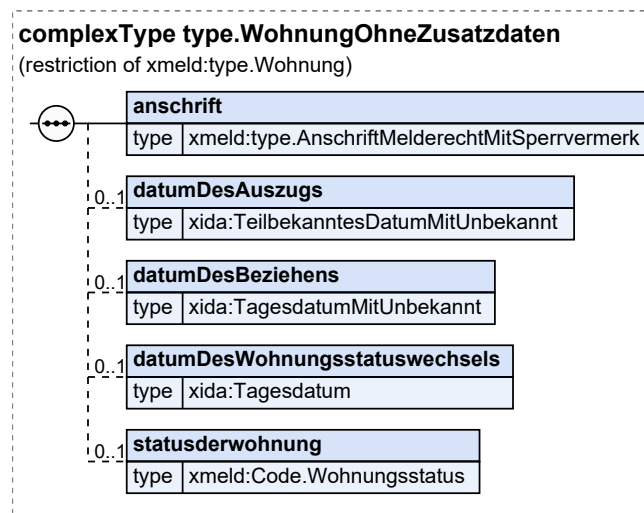 complexType type.WohnungOhneZusatzdaten
(restriction of xmeld:type.Wohnung)
anschrift
type xmeld:type.AnschriftMelderechtMitSperrvermerk
0..1 datumDesAuszugs
type xida:TeilbekanntesDatumMitUnbekannt
0..1 datumDesBeziehens
type xida:TagesdatumMitUnbekannt
0..1 datumDesWohnungsstatuswechsels
type xida:Tagesdatum
0..1 statusderwohnung
type xmeld:Code.Wohnungsstatus